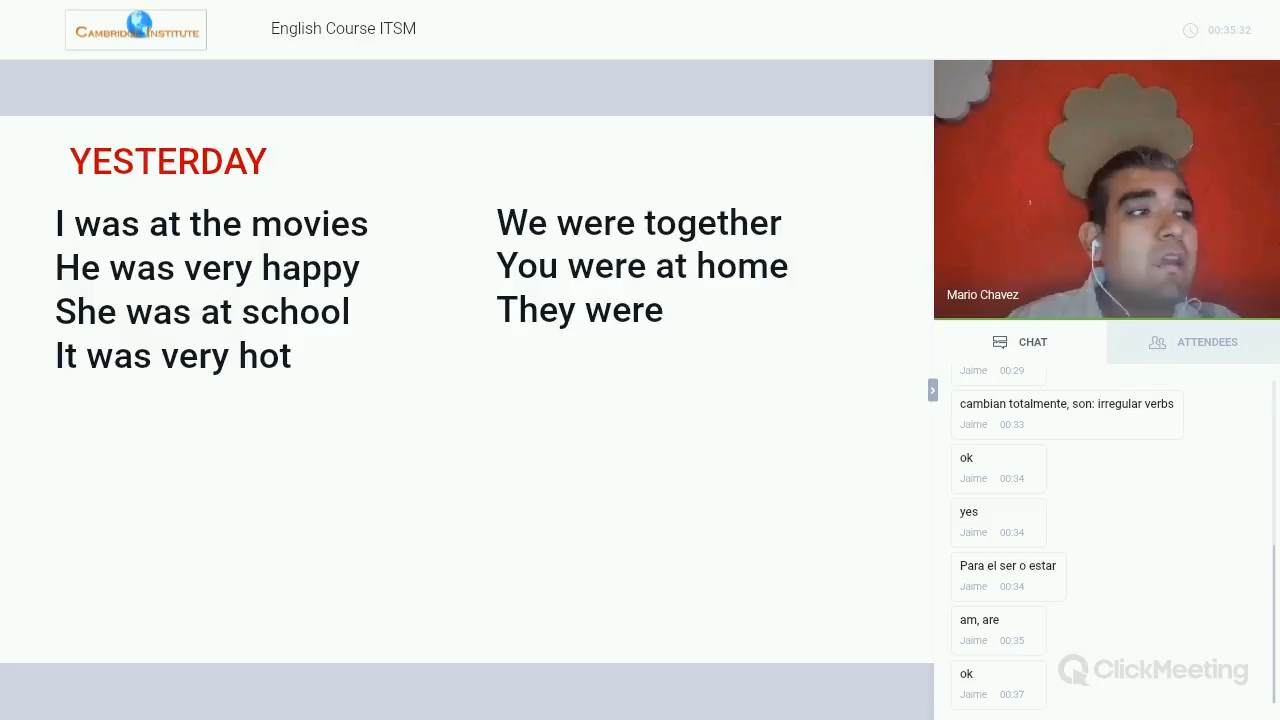 CAMBRIDGE INSTITUTE
English Course ITSM
00:35:32
YESTERDAY
I was at the movies
He was very happy
She was at school
It was very hot
We were together
You were at home
They were
Mario Chavez
CHAT
ATTENDEES
Jaime 00:29
cambian totalmente, son: irregular verbs
Jaime 00:33
ok
Jaime 00:34
yes
Jaime 00:34
Para el ser o estar
Jaime 00:34
am, are
Jaime 00:35
ok
Jaime 00:37
ClickMeeting